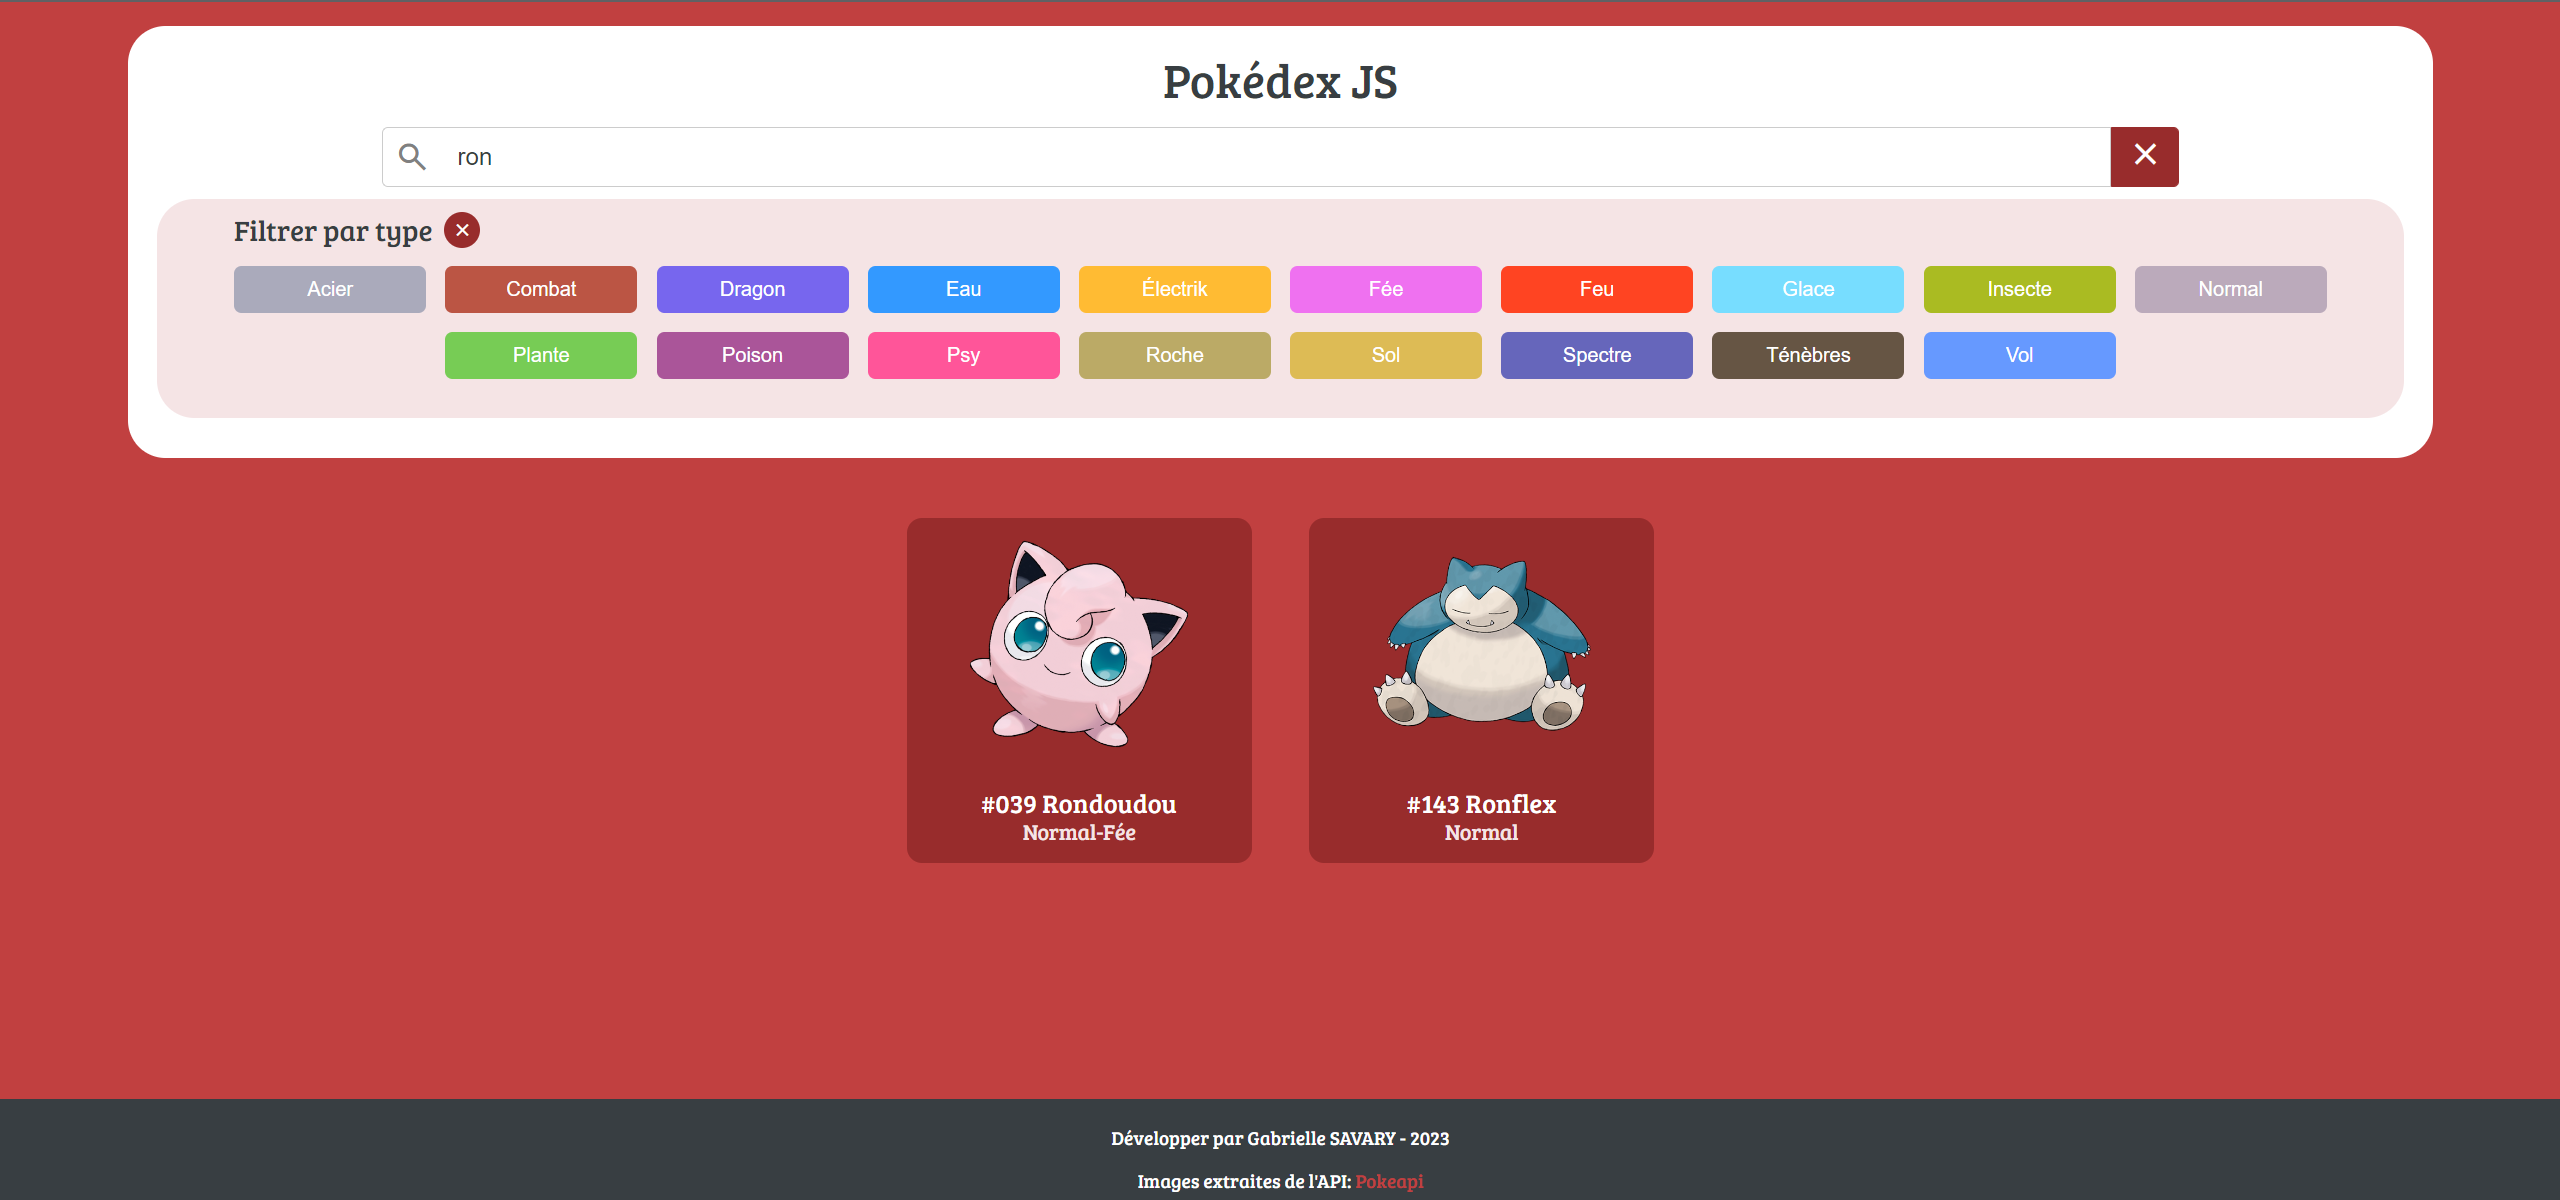 Pokédex JS
ron
Filtrer par type
Acier Combat Dragon Eau Électrik Fée Feu Glace Insecte Normal
Plante Poison Psy Roche Sol Spectre Ténèbres Vol
#039 Rondoudou
Normal-Fée
#143 Ronflex
Normal
Développer par Gabrielle SAVARY - 2023
Images extraites de l'API: Pokeapi